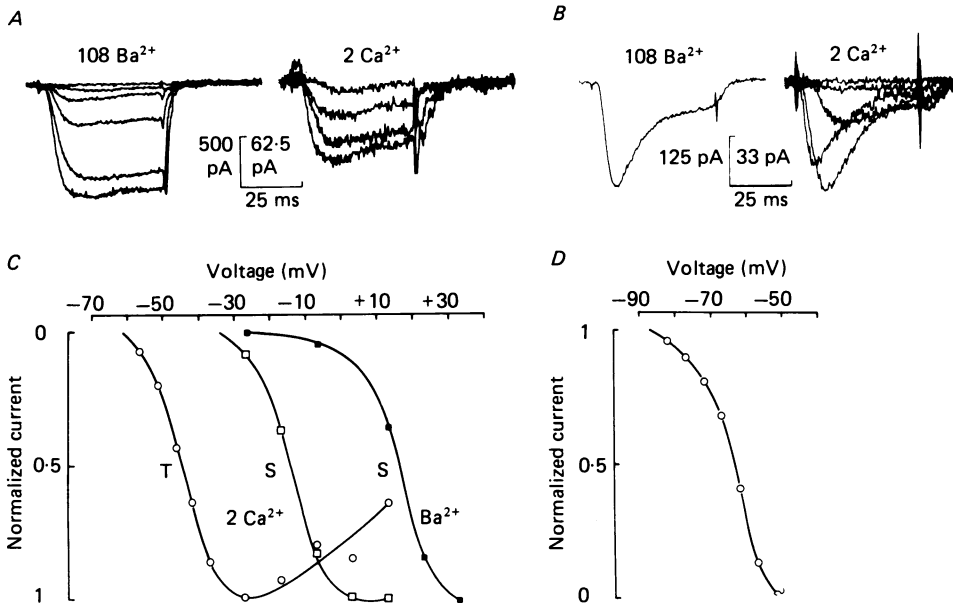 A
108 Ba²⁺
2 Ca²⁺
500 pA
62·5 pA
25 ms
B
108 Ba²⁺
2 Ca²⁺
125 pA
33 pA
25 ms
C
Voltage (mV)
−70 −50 −30 −10 +10 +30
Normalized current
0
0·5
1
T
S
S
2 Ca²⁺
Ba²⁺
D
Voltage (mV)
−90 −70 −50
Normalized current
1
0·5
0